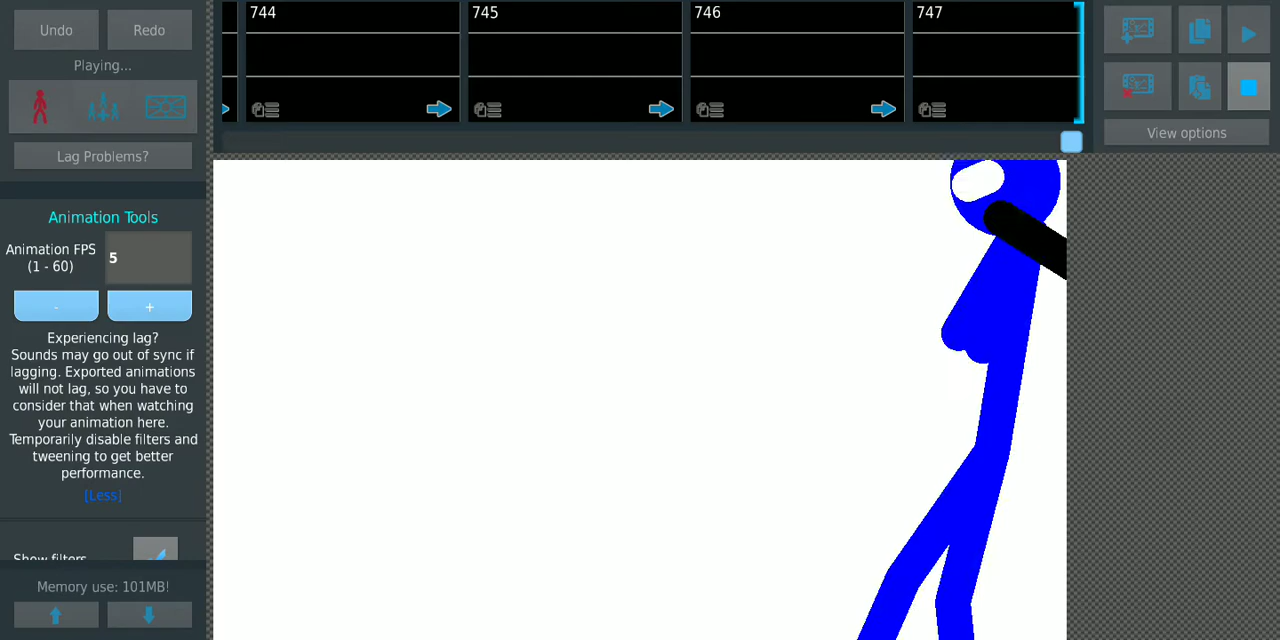 Undo Redo
Playing...
Lag Problems?
744 745 746 747
View options
Animation Tools
Animation FPS
(1 - 60)
5
- +
Experiencing lag?
Sounds may go out of sync if
lagging. Exported animations
will not lag, so you have to
consider that when watching
your animation here.
Temporarily disable filters and
tweening to get better
performance.
[Less]
Show filters
Memory use: 101MB!